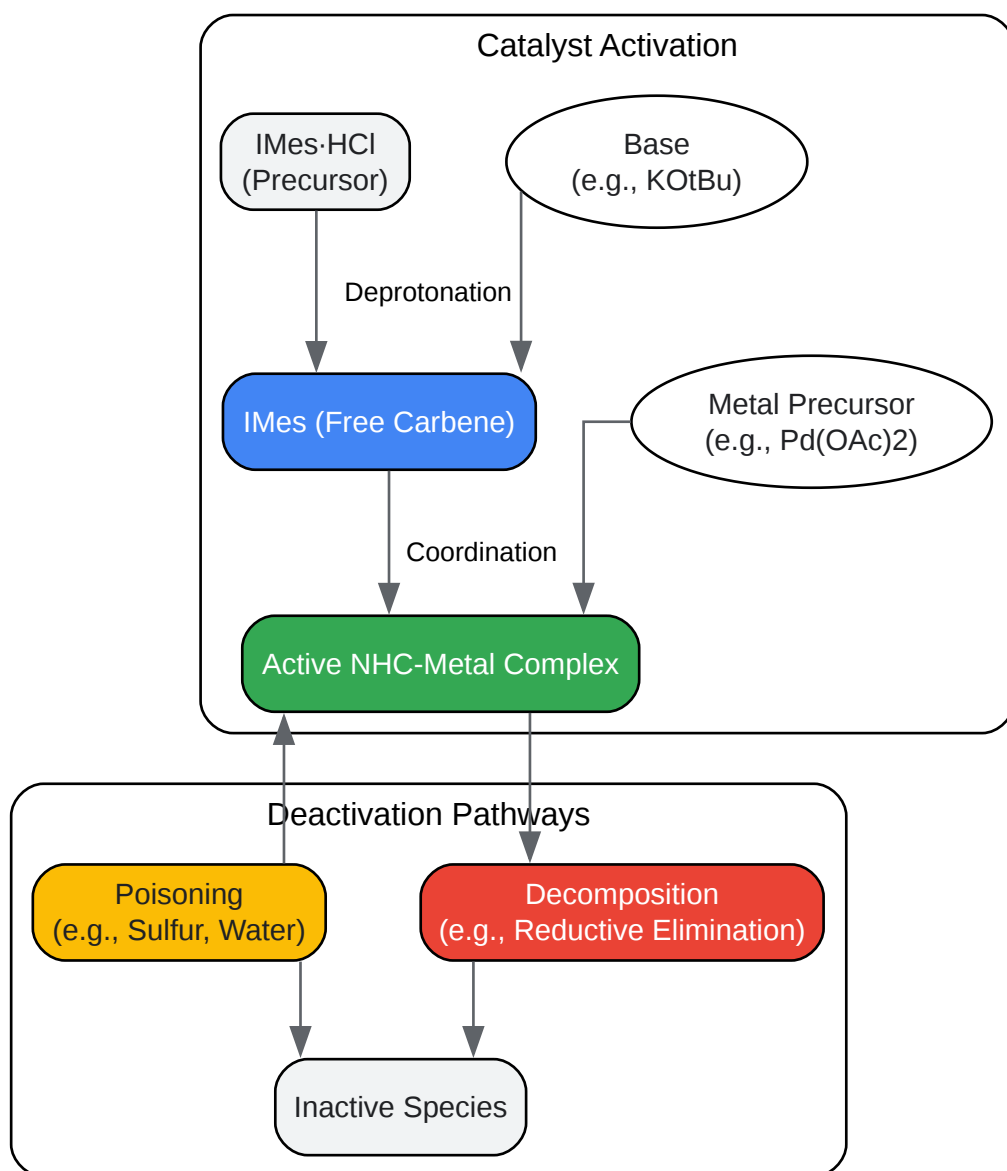 Catalyst Activation
IMes·HCl
(Precursor)
Base
(e.g., KOtBu)
Deprotonation
IMes (Free Carbene)
Metal Precursor
(e.g., Pd(OAc)2)
Coordination
Active NHC-Metal Complex
Deactivation Pathways
Poisoning
(e.g., Sulfur, Water)
Decomposition
(e.g., Reductive Elimination)
Inactive Species